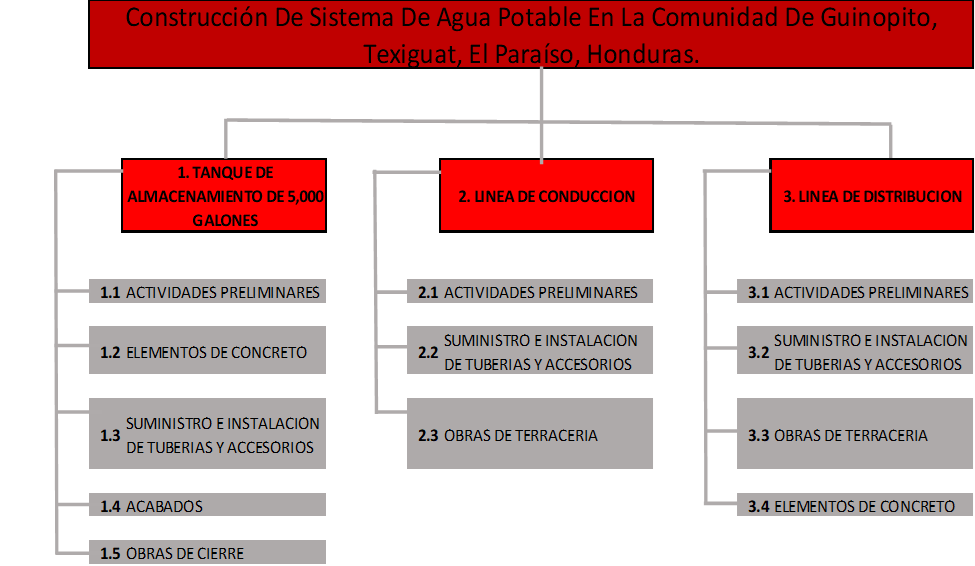 Construcción De Sistema De Agua Potable En La Comunidad De Guinopito,
Texiguat, El Paraíso, Honduras.
1. TANQUE DE
ALMACENAMIENTO DE 5,000
GALONES
1.1 ACTIVIDADES PRELIMINARES
1.2 ELEMENTOS DE CONCRETO
1.3 SUMINISTRO E INSTALACION
DE TUBERIAS Y ACCESORIOS
1.4 ACABADOS
1.5 OBRAS DE CIERRE
2. LINEA DE CONDUCCION
2.1 ACTIVIDADES PRELIMINARES
2.2 SUMINISTRO E INSTALACION
DE TUBERIAS Y ACCESORIOS
2.3 OBRAS DE TERRACERIA
3. LINEA DE DISTRIBUCION
3.1 ACTIVIDADES PRELIMINARES
3.2 SUMINISTRO E INSTALACION
DE TUBERIAS Y ACCESORIOS
3.3 OBRAS DE TERRACERIA
3.4 ELEMENTOS DE CONCRETO